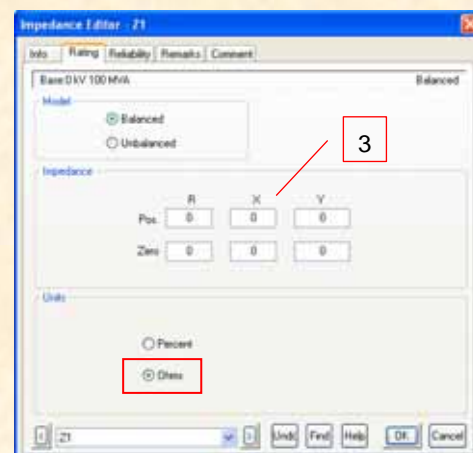 Impedance Editor - Z1
Info Rating Reliability Remarks Comment
Base 0 kV 100 MVA Balanced
Model
Balanced
Unbalanced
3
Impedance
R X Y
Pos. 0 0 0
Zero 0 0 0
Units
Percent
Ohms
Z1 Undo Find Help OK Cancel